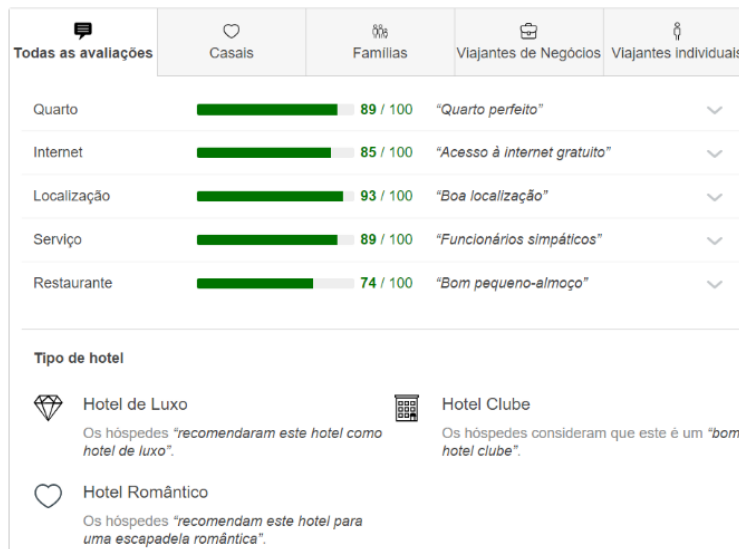 Todas as avaliações
Casais
Famílias
Viajantes de Negócios
Viajantes individuais
Quarto 89 / 100 “Quarto perfeito”
Internet 85 / 100 “Acesso à internet gratuito”
Localização 93 / 100 “Boa localização”
Serviço 89 / 100 “Funcionários simpáticos”
Restaurante 74 / 100 “Bom pequeno-almoço”
Tipo de hotel
Hotel de Luxo
Os hóspedes “recomendaram este hotel como
hotel de luxo”.
Hotel Clube
Os hóspedes consideram que este é um “bom
hotel clube”.
Hotel Romântico
Os hóspedes “recomendam este hotel para
uma escapadela romântica”.